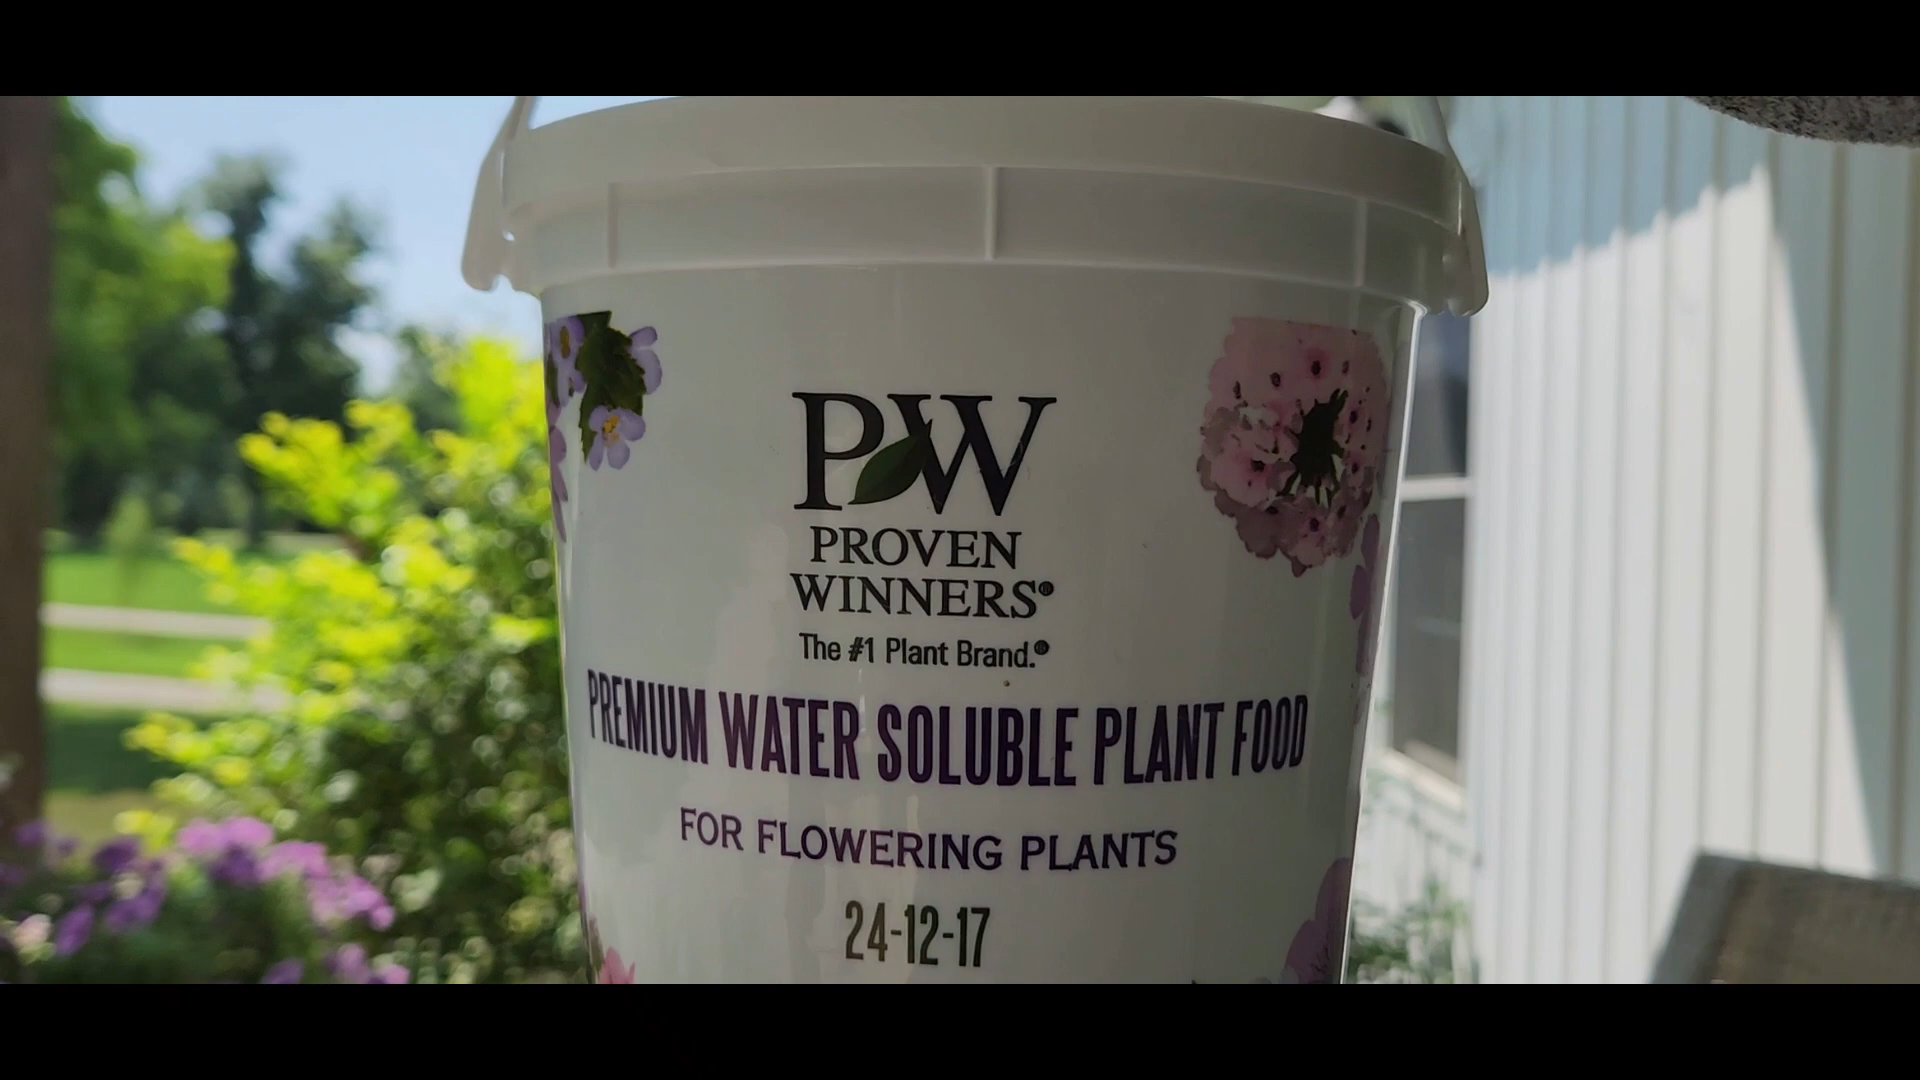 PW
PROVEN
WINNERS®
The #1 Plant Brand.®
PREMIUM WATER SOLUBLE PLANT FOOD
FOR FLOWERING PLANTS
24-12-17